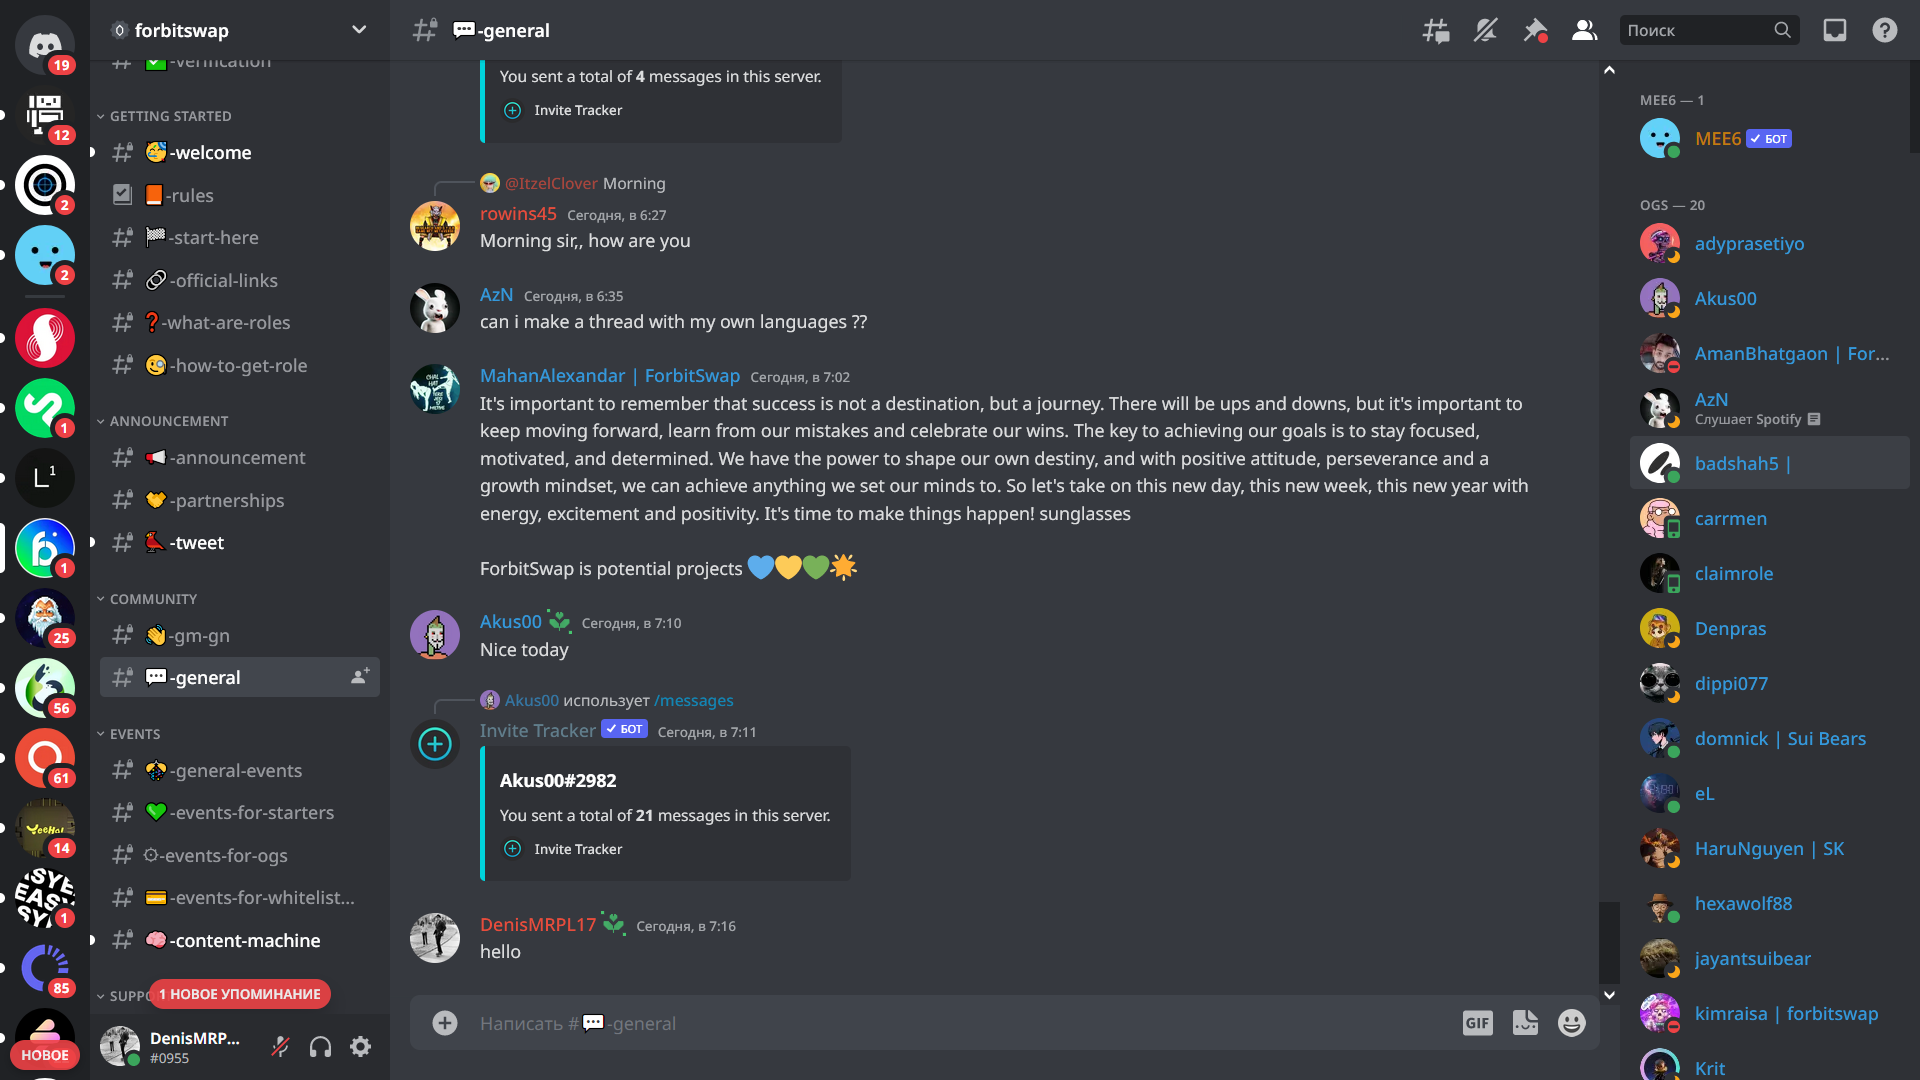 19
12
2
2
1
L1
1
25
56
61
YeeHa!
14
EASY
1
85
НОВОЕ
forbitswap
-verification
GETTING STARTED
-welcome
-rules
-start-here
-official-links
-what-are-roles
-how-to-get-role
ANNOUNCEMENT
-announcement
-partnerships
-tweet
COMMUNITY
-gm-gn
-general
EVENTS
-general-events
-events-for-starters
-events-for-ogs
-events-for-whitelist...
-content-machine
SUPPO
1 НОВОЕ УПОМИНАНИЕ
DenisMRP...
#0955
-general
Поиск
You sent a total of 4 messages in this server.
Invite Tracker
@ItzelClover Morning
rowins45 Сегодня, в 6:27
Morning sir,, how are you
AzN Сегодня, в 6:35
can i make a thread with my own languages ??
MahanAlexandar | ForbitSwap Сегодня, в 7:02
It's important to remember that success is not a destination, but a journey. There will be ups and downs, but it's important to
keep moving forward, learn from our mistakes and celebrate our wins. The key to achieving our goals is to stay focused,
motivated, and determined. We have the power to shape our own destiny, and with positive attitude, perseverance and a
growth mindset, we can achieve anything we set our minds to. So let's take on this new day, this new week, this new year with
energy, excitement and positivity. It's time to make things happen! sunglasses
ForbitSwap is potential projects 💙💛💚🌟
Akus00 Сегодня, в 7:10
Nice today
Akus00 использует /messages
Invite Tracker БОТ Сегодня, в 7:11
Akus00#2982
You sent a total of 21 messages in this server.
Invite Tracker
DenisMRPL17 Сегодня, в 7:16
hello
Написать #💬-general
GIF
MEE6 — 1
MEE6 БОТ
OGS — 20
adyprasetiyo
Akus00
AmanBhatgaon | For...
AzN
Слушает Spotify
badshah5 |
carrmen
claimrole
Denpras
dippi077
domnick | Sui Bears
eL
HaruNguyen | SK
hexawolf88
jayantsuibear
kimraisa | forbitswap
Krit